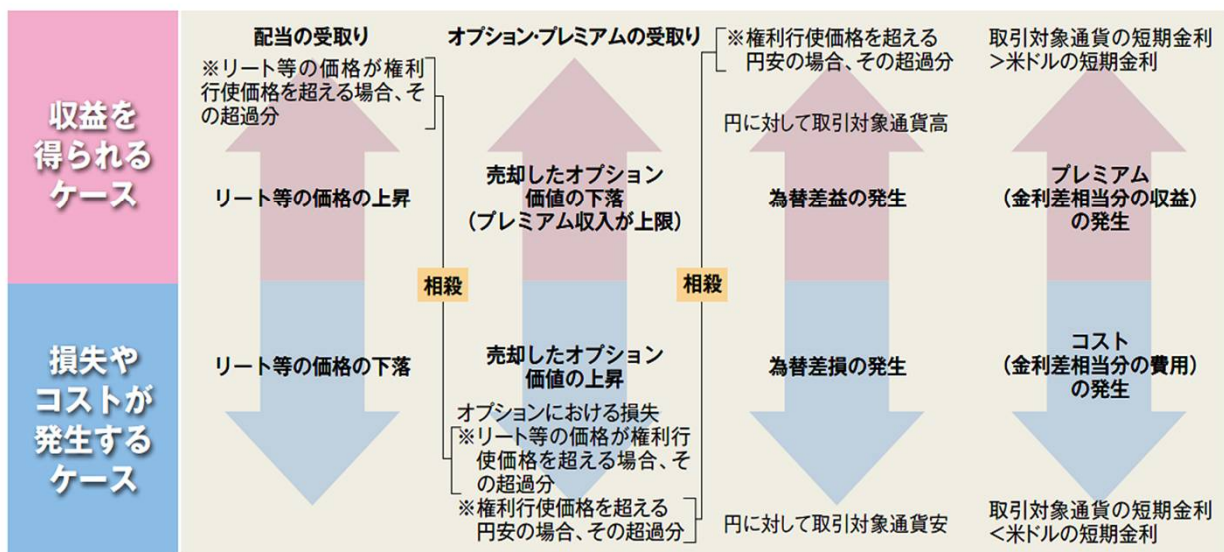 収益を
得られる
ケース
配当の受取り
※リート等の価格が権利
行使価格を超える場合、そ
の超過分
リート等の価格の上昇
オプション・プレミアムの受取り
売却したオプション
価値の下落
(プレミアム収入が上限)
※権利行使価格を超える
円安の場合、その超過分
円に対して取引対象通貨高
為替差益の発生
取引対象通貨の短期金利
>米ドルの短期金利
プレミアム
(金利差相当分の収益)
の発生
相殺
相殺
損失や
コストが
発生する
ケース
リート等の価格の下落
売却したオプション
価値の上昇
オプションにおける損失
※リート等の価格が権利行
使価格を超える場合、そ
の超過分
※権利行使価格を超える
円安の場合、その超過分
為替差損の発生
円に対して取引対象通貨安
コスト
(金利差相当分の費用)
の発生
取引対象通貨の短期金利
<米ドルの短期金利